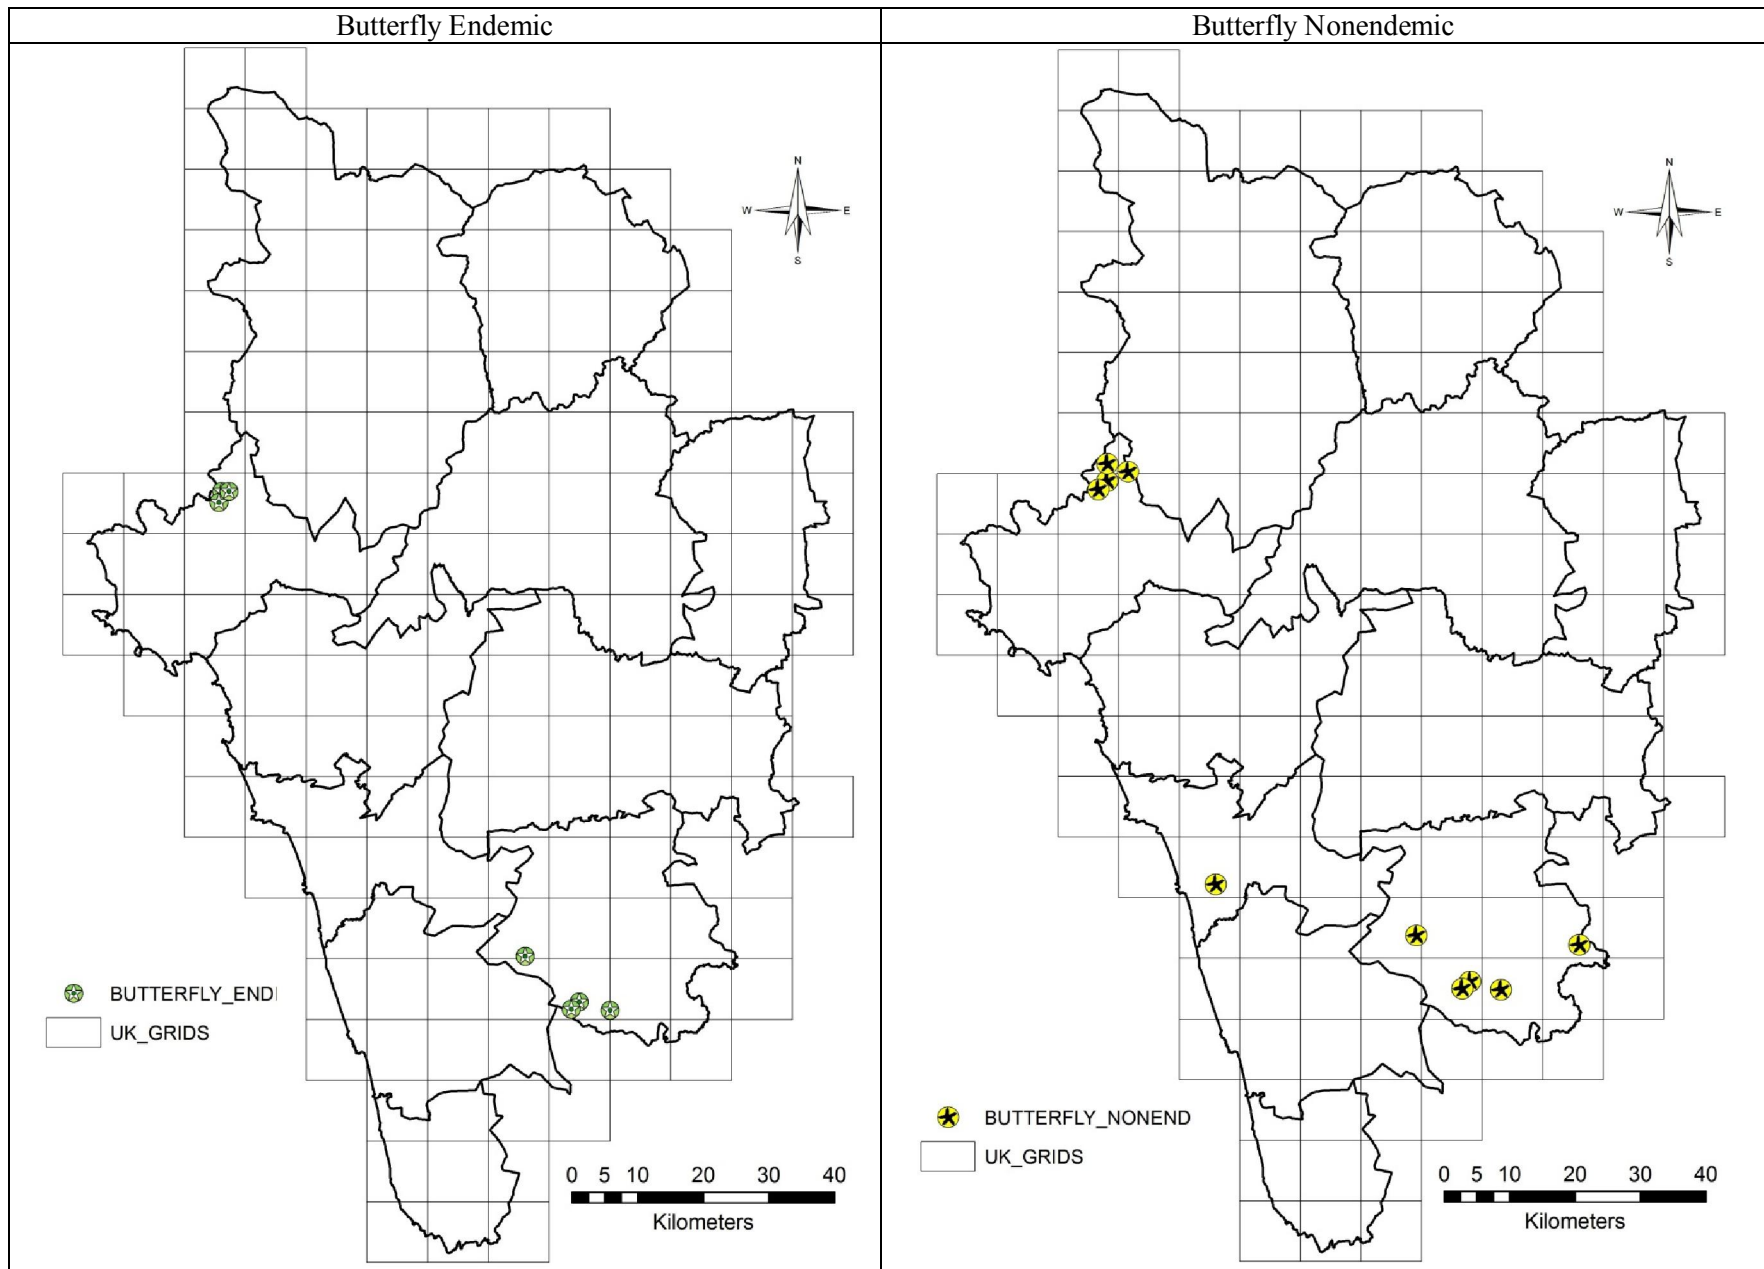 Butterfly Endemic
N
W E
S
BUTTERFLY_ENDI
UK_GRIDS
0 5 10 20 30 40
Kilometers
Butterfly Nonendemic
N
W E
S
BUTTERFLY_NONEND
UK_GRIDS
0 5 10 20 30 40
Kilometers